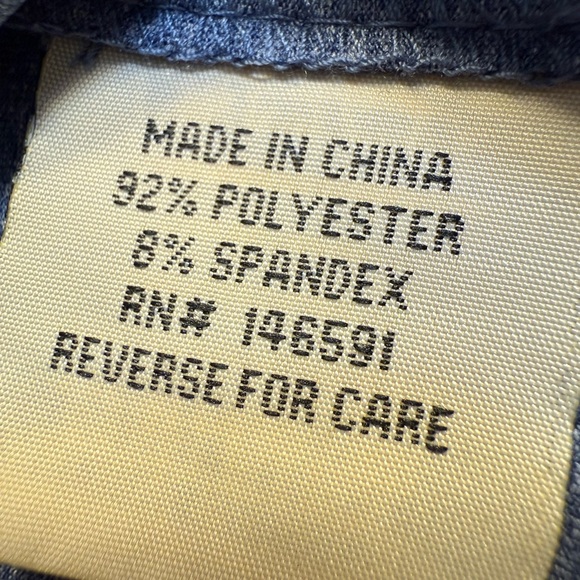 MADE IN CHINA
92% POLYESTER
8% SPANDEX
RN# 146591
REVERSE FOR CARE